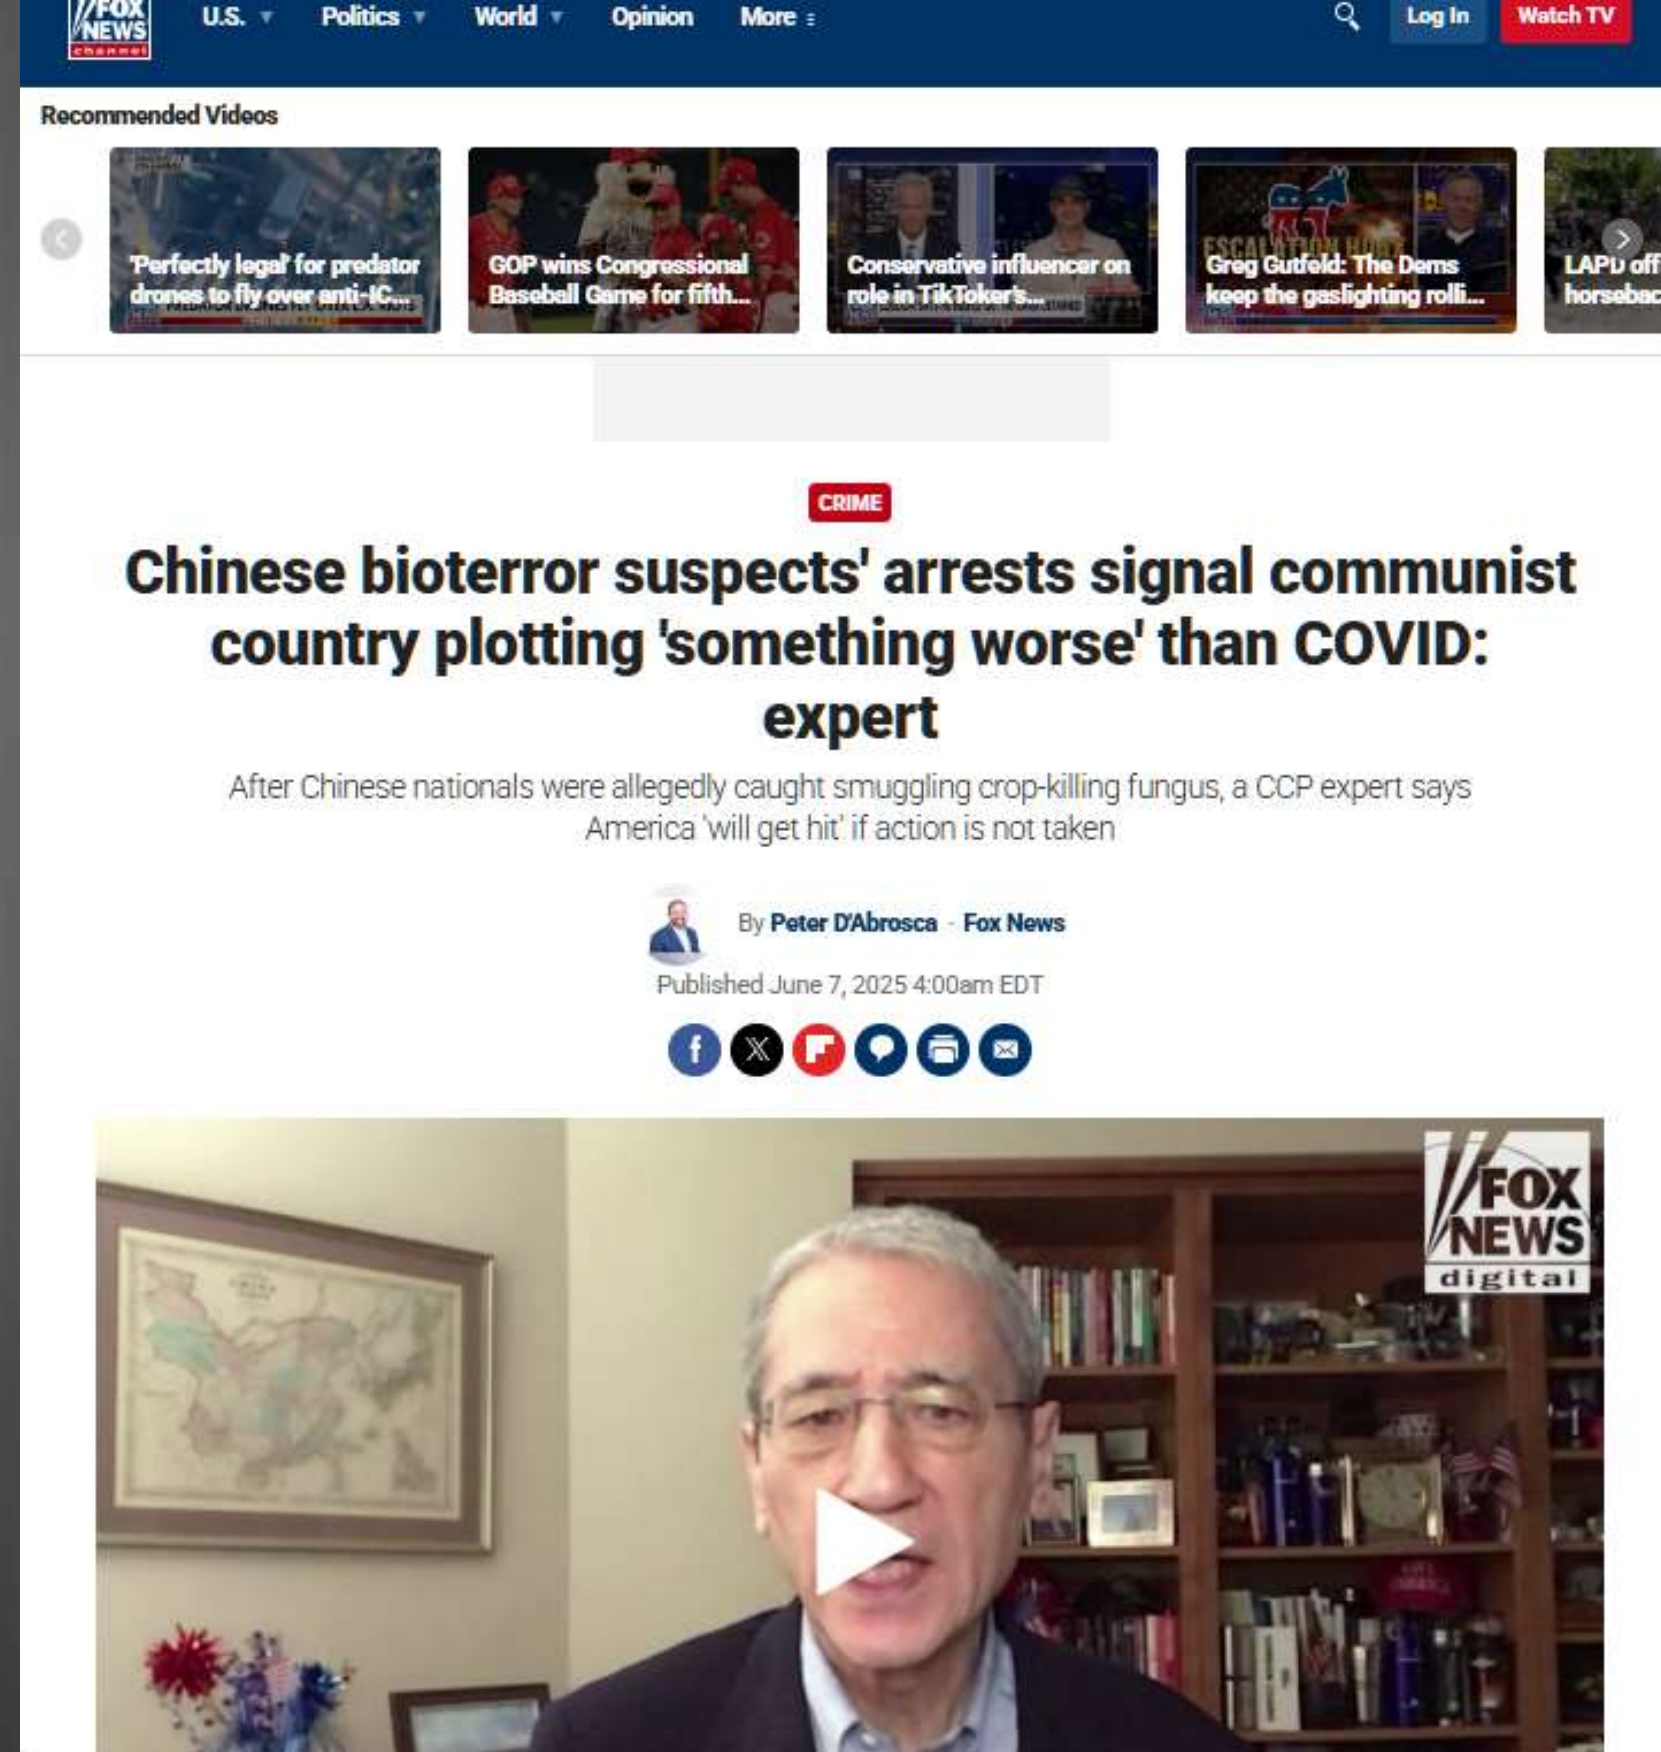 FOX
NEWS
channel
U.S.
Politics
World
Opinion
More
Log In
Watch TV
Recommended Videos
'Perfectly legal' for predator
drones to fly over anti-IC...
GOP wins Congressional
Baseball Game for fifth...
Conservative influencer on
role in TikToker's...
ESCALATION
Greg Gutfeld: The Dems
keep the gaslighting rolli...
LAPD off
horsebac
CRIME
Chinese bioterror suspects' arrests signal communist
country plotting 'something worse' than COVID:
expert
After Chinese nationals were allegedly caught smuggling crop-killing fungus, a CCP expert says
America 'will get hit' if action is not taken
By Peter D'Abrosca - Fox News
Published June 7, 2025 4:00am EDT
FOX
NEWS
digital